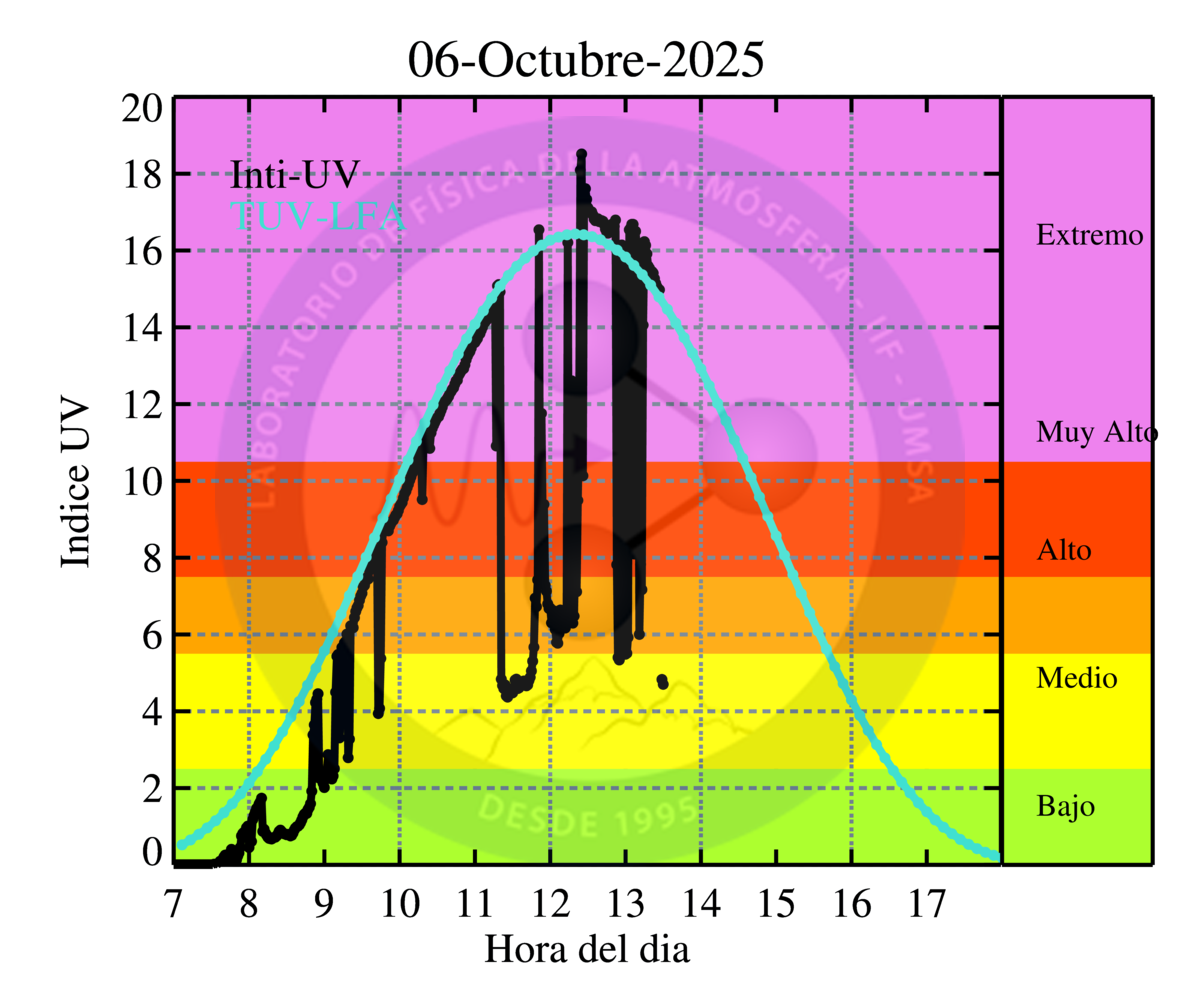 06-Octubre-2025
Inti-UV
TUV-LFA
LABORATORIO DE FÍSICA DE LA ATMÓSFERA - IIF - UMSA
DESDE 1995
Indice UV
20
18
16
14
12
10
8
6
4
2
0
Extremo
Muy Alto
Alto
Medio
Bajo
7 8 9 10 11 12 13 14 15 16 17
Hora del dia